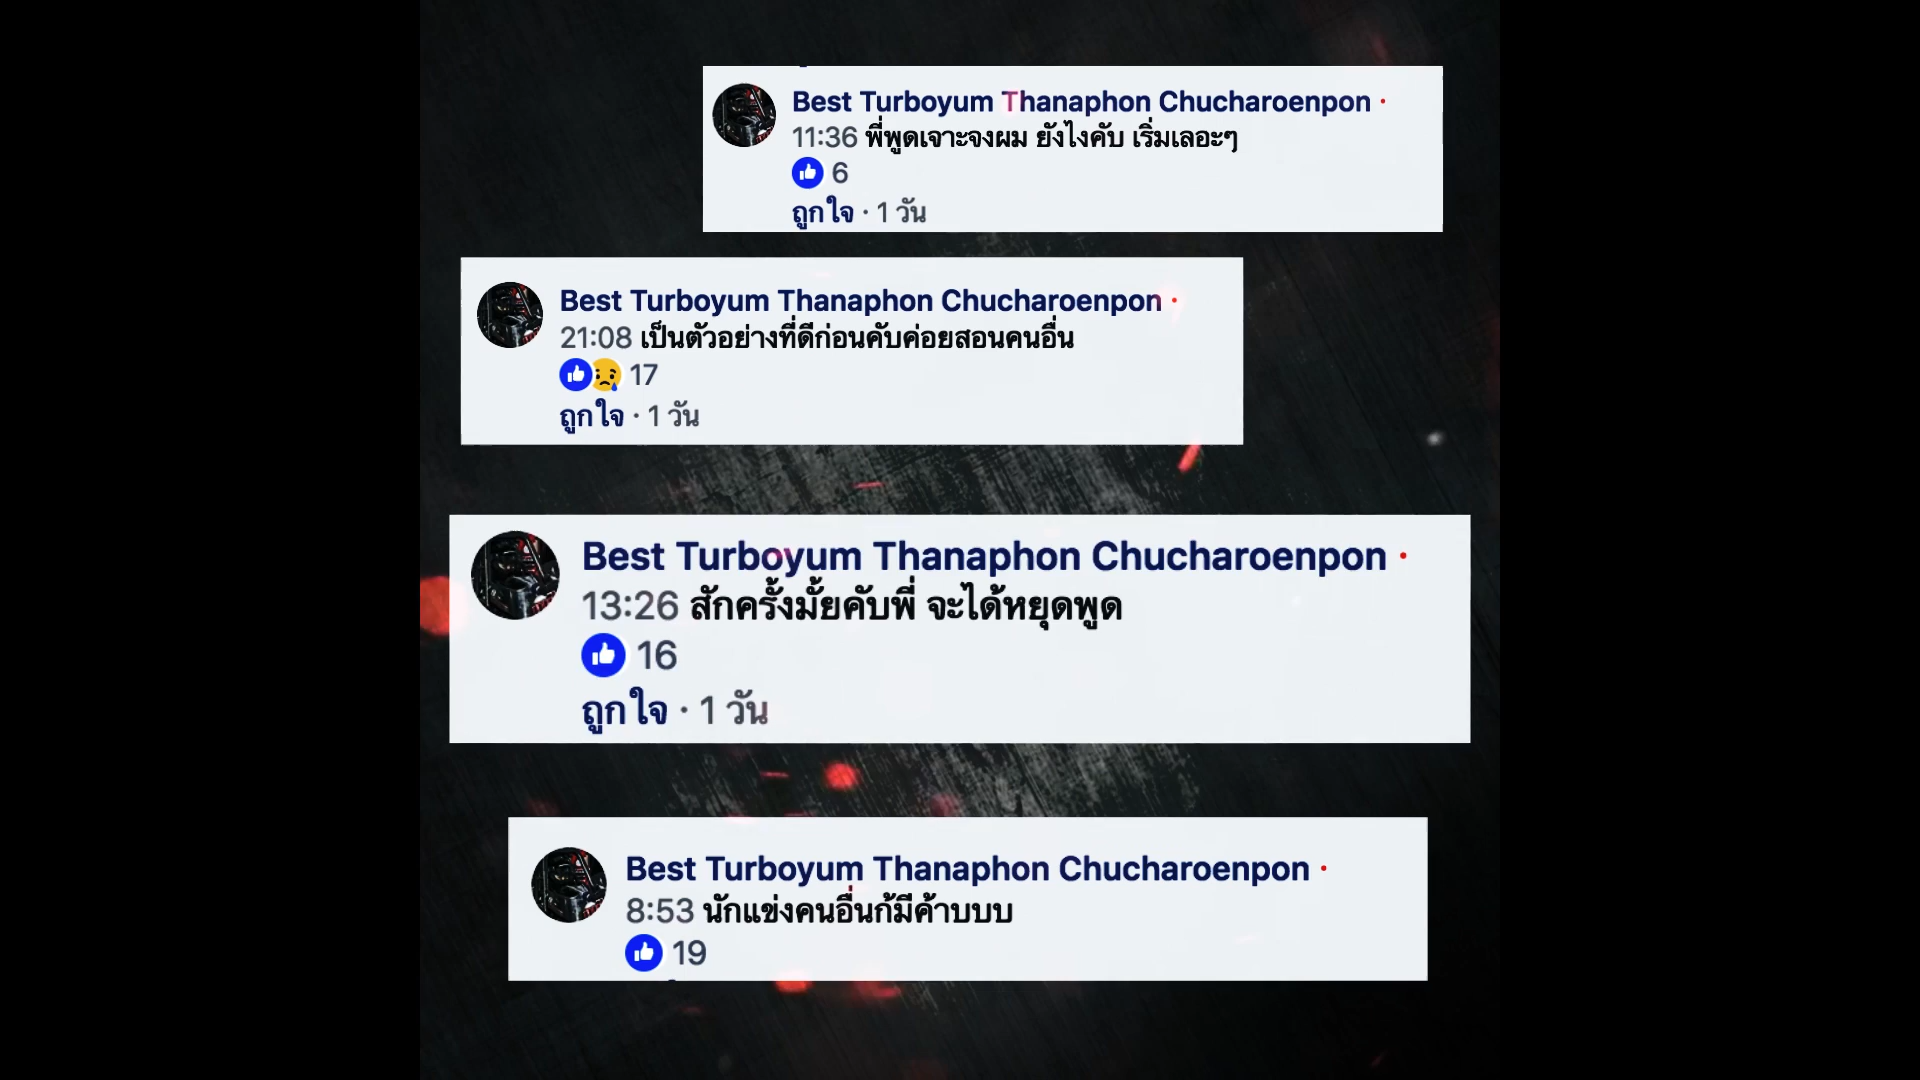 Best Turboyum Thanaphon Chucharoenpon ·
11:36 พี่พูดเจาะจงผม ยังไงคับ เริ่มเลอะๆ
6
ถูกใจ · 1 วัน
Best Turboyum Thanaphon Chucharoenpon ·
21:08 เป็นตัวอย่างที่ดีก่อนคับค่อยสอนคนอื่น
17
ถูกใจ · 1 วัน
Best Turboyum Thanaphon Chucharoenpon ·
13:26 สักครั้งมั้ยคับพี่ จะได้หยุดพูด
16
ถูกใจ · 1 วัน
Best Turboyum Thanaphon Chucharoenpon ·
8:53 นักแข่งคนอื่นก้มีค้าบบบ
19